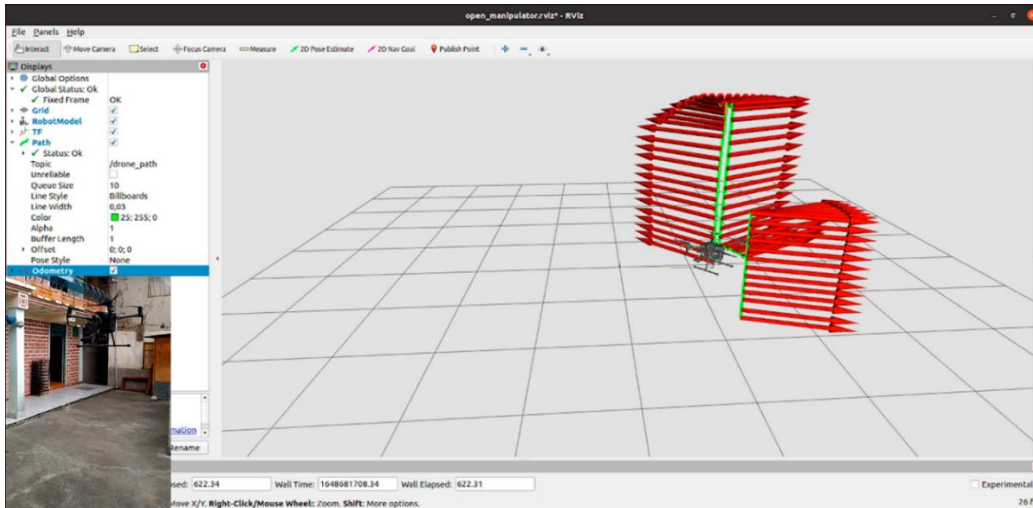 open_manipulator.rviz* - RViz
File Panels Help
Interact Move Camera Select Focus Camera Measure 2D Pose Estimate 2D Nav Goal Publish Point
Displays
Global Options
Global Status: Ok
Fixed Frame OK
Grid
RobotModel
TF
Path
Status: Ok
Topic /drone_path
Unreliable
Queue Size 10
Line Style Billboards
Line Width 0,03
Color 25; 255; 0
Alpha 1
Buffer Length 1
Offset 0; 0; 0
Pose Style None
Odometry
mation
Rename
sed: 622.34 Wall Time: 1648681708.34 Wall Elapsed: 622.31 Experimental
Move X/Y. Right-Click/Mouse Wheel: Zoom. Shift: More options.
26 f